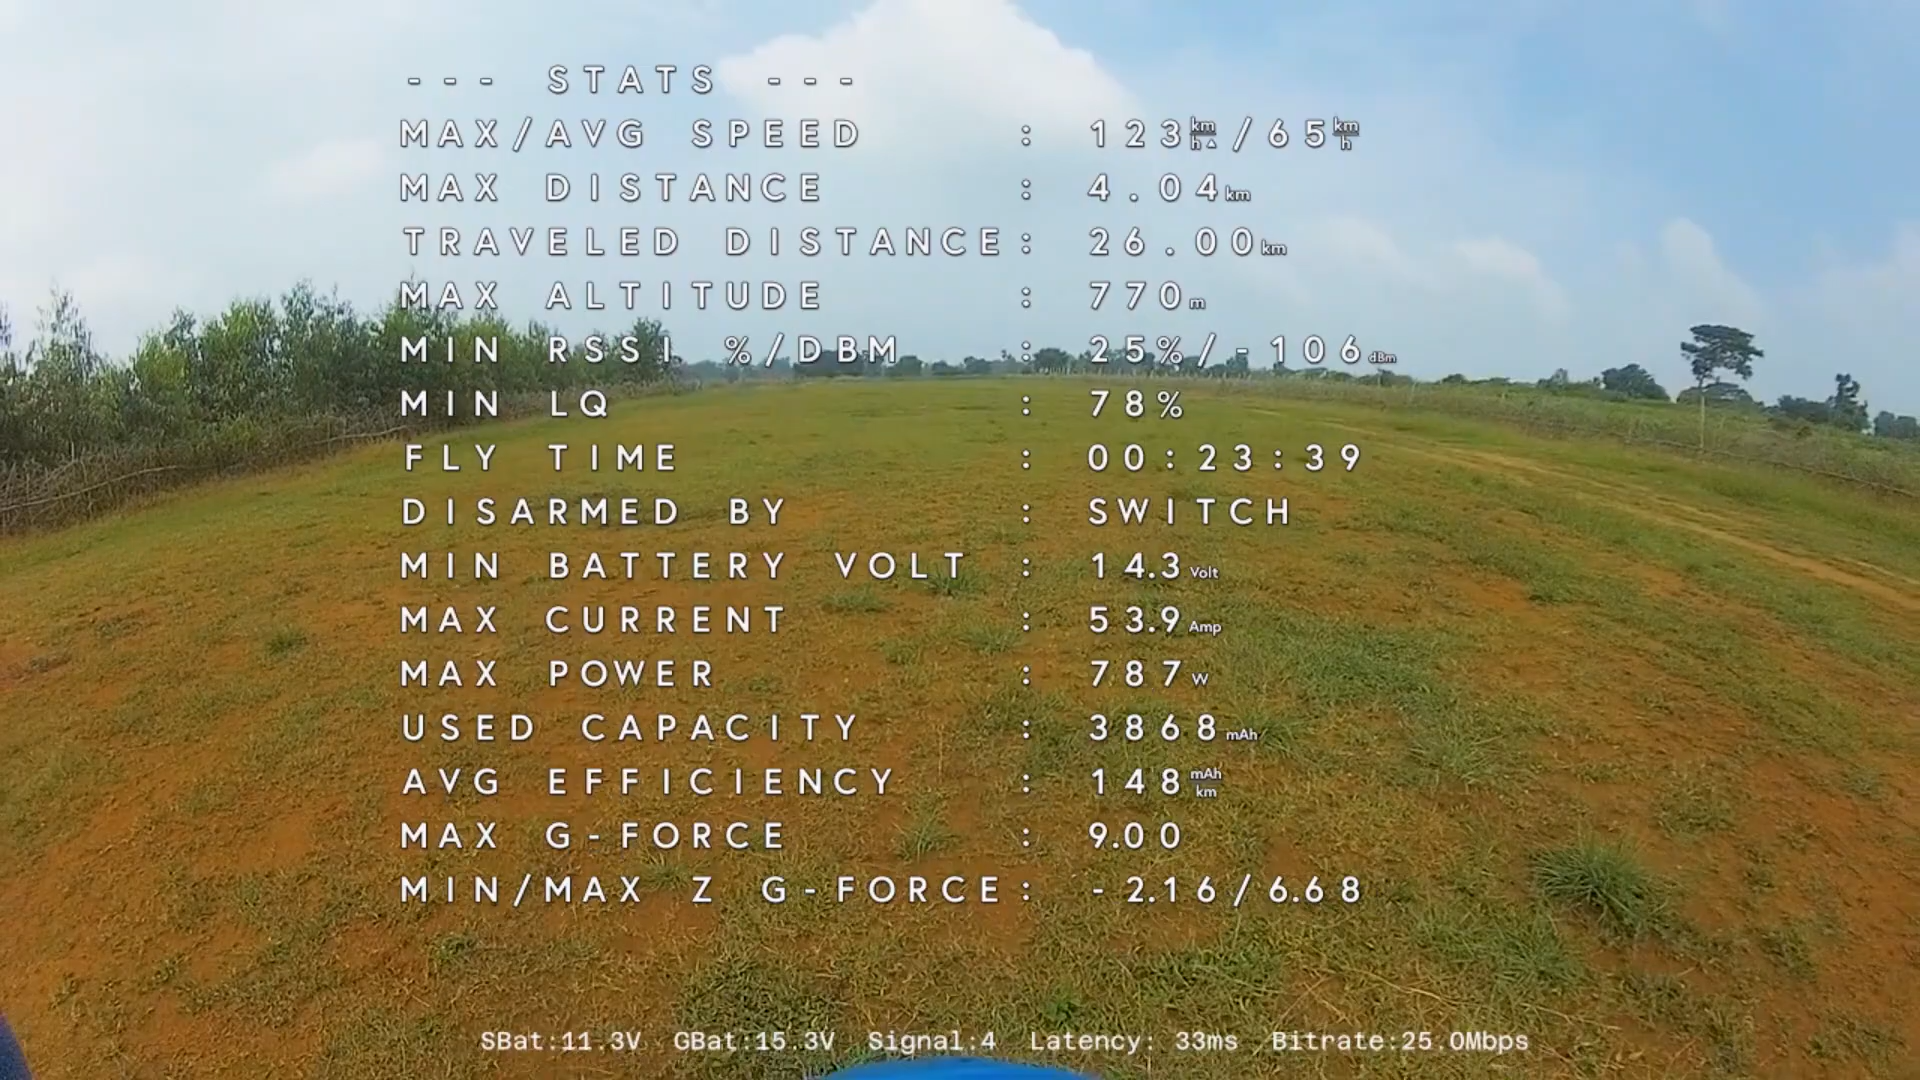 --- STATS ---
MAX/AVG SPEED : 123km/h▲/65km/h
MAX DISTANCE : 4.04km
TRAVELED DISTANCE: 26.00km
MAX ALTITUDE : 770m
MIN RSSI %/DBM : 25%/-106dBm
MIN LQ : 78%
FLY TIME : 00:23:39
DISARMED BY : SWITCH
MIN BATTERY VOLT : 14.3Volt
MAX CURRENT : 53.9Amp
MAX POWER : 787W
USED CAPACITY : 3868mAh
AVG EFFICIENCY : 148mAh/km
MAX G-FORCE : 9.00
MIN/MAX Z G-FORCE: -2.16/6.68
SBat:11.3V GBat:15.3V Signal:4 Latency: 33ms Bitrate:25.0Mbps